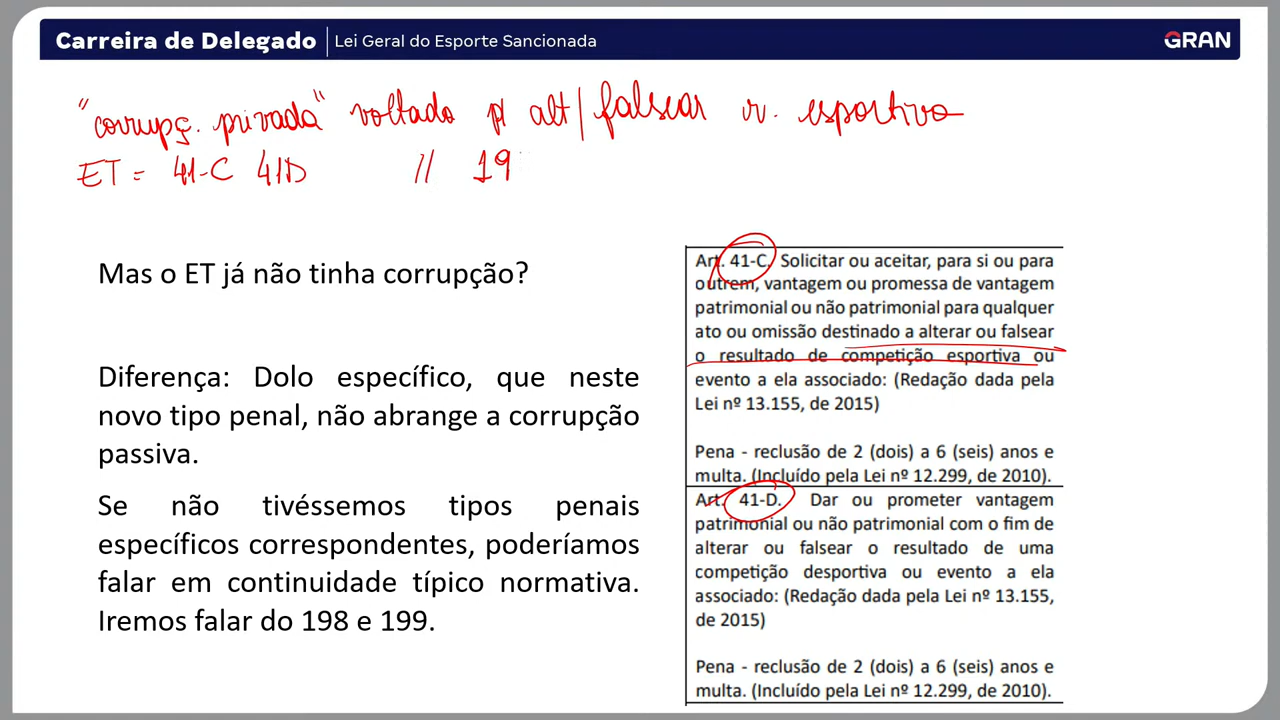 Carreira de Delegado Lei Geral do Esporte Sancionada GRAN
"corrupç. privada" voltado p/ alt/falsear r. esportivo
ET = 41-C 41D // 19
Mas o ET já não tinha corrupção?
Diferença: Dolo específico, que neste
novo tipo penal, não abrange a corrupção
passiva.
Se não tivéssemos tipos penais
específicos correspondentes, poderíamos
falar em continuidade típico normativa.
Iremos falar do 198 e 199.
Art. 41-C. Solicitar ou aceitar, para si ou para
outrem, vantagem ou promessa de vantagem
patrimonial ou não patrimonial para qualquer
ato ou omissão destinado a alterar ou falsear
o resultado de competição esportiva ou
evento a ela associado: (Redação dada pela
Lei nº 13.155, de 2015)
Pena - reclusão de 2 (dois) a 6 (seis) anos e
multa. (Incluído pela Lei nº 12.299, de 2010).
Art. 41-D. Dar ou prometer vantagem
patrimonial ou não patrimonial com o fim de
alterar ou falsear o resultado de uma
competição desportiva ou evento a ela
associado: (Redação dada pela Lei nº 13.155,
de 2015)
Pena - reclusão de 2 (dois) a 6 (seis) anos e
multa. (Incluído pela Lei nº 12.299, de 2010).